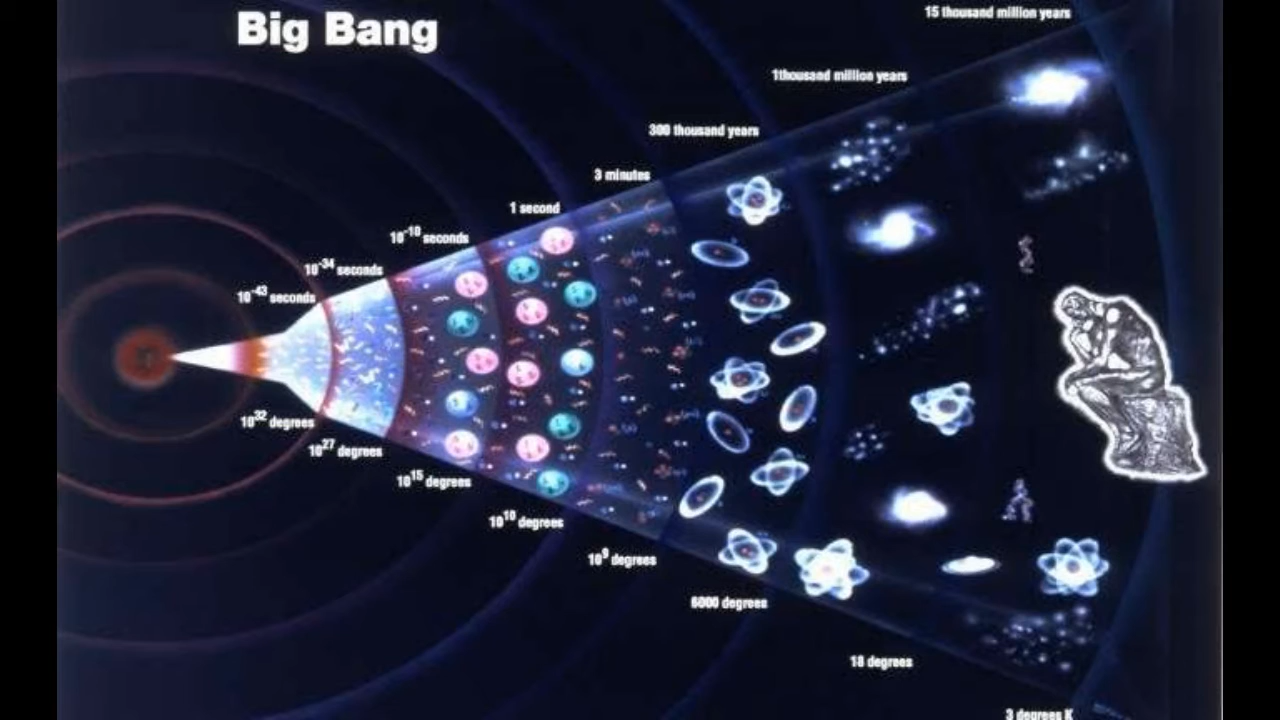 Big Bang
15 thousand million years
1thousand million years
300 thousand years
3 minutes
1 second
10⁻¹⁰ seconds
10⁻³⁴ seconds
10⁻⁴³ seconds
10³² degrees
10²⁷ degrees
10¹⁵ degrees
10¹⁰ degrees
10⁹ degrees
6000 degrees
18 degrees
3 degrees K